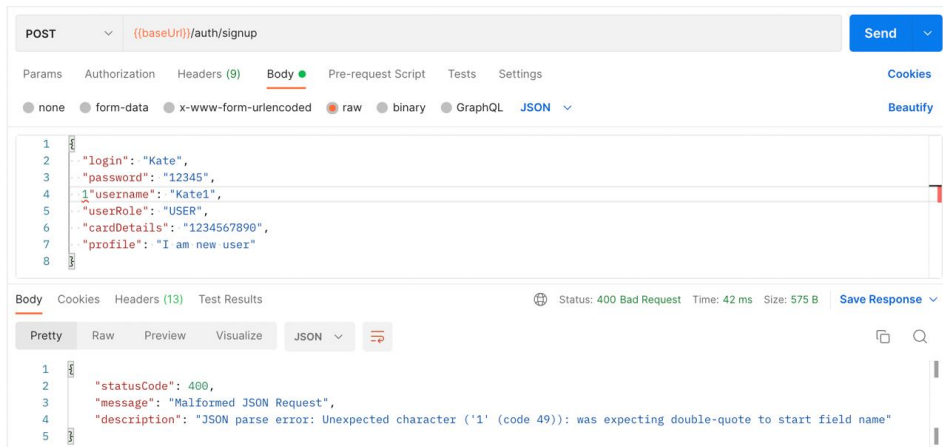 POST {{baseUrl}}/auth/signup Send
Params Authorization Headers (9) Body Pre-request Script Tests Settings Cookies
none form-data x-www-form-urlencoded raw binary GraphQL JSON Beautify
1 {
2 "login": "Kate",
3 "password": "12345",
4 1"username": "Kate1",
5 "userRole": "USER",
6 "cardDetails": "1234567890",
7 "profile": "I am new user"
8 }
Body Cookies Headers (13) Test Results Status: 400 Bad Request Time: 42 ms Size: 575 B Save Response
Pretty Raw Preview Visualize JSON
1 {
2 "statusCode": 400,
3 "message": "Malformed JSON Request",
4 "description": "JSON parse error: Unexpected character ('1' (code 49)): was expecting double-quote to start field name"
5 }